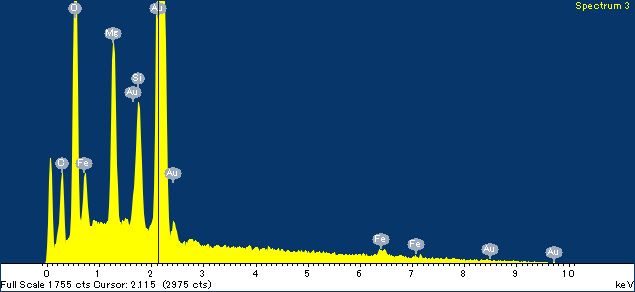 Spectrum 3
O
Au
Mg
Si
Au
O
Fe
Au
Fe
Fe
Au
Au
0 1 2 3 4 5 6 7 8 9 10
Full Scale 1755 cts Cursor: 2.115 (2975 cts)
keV